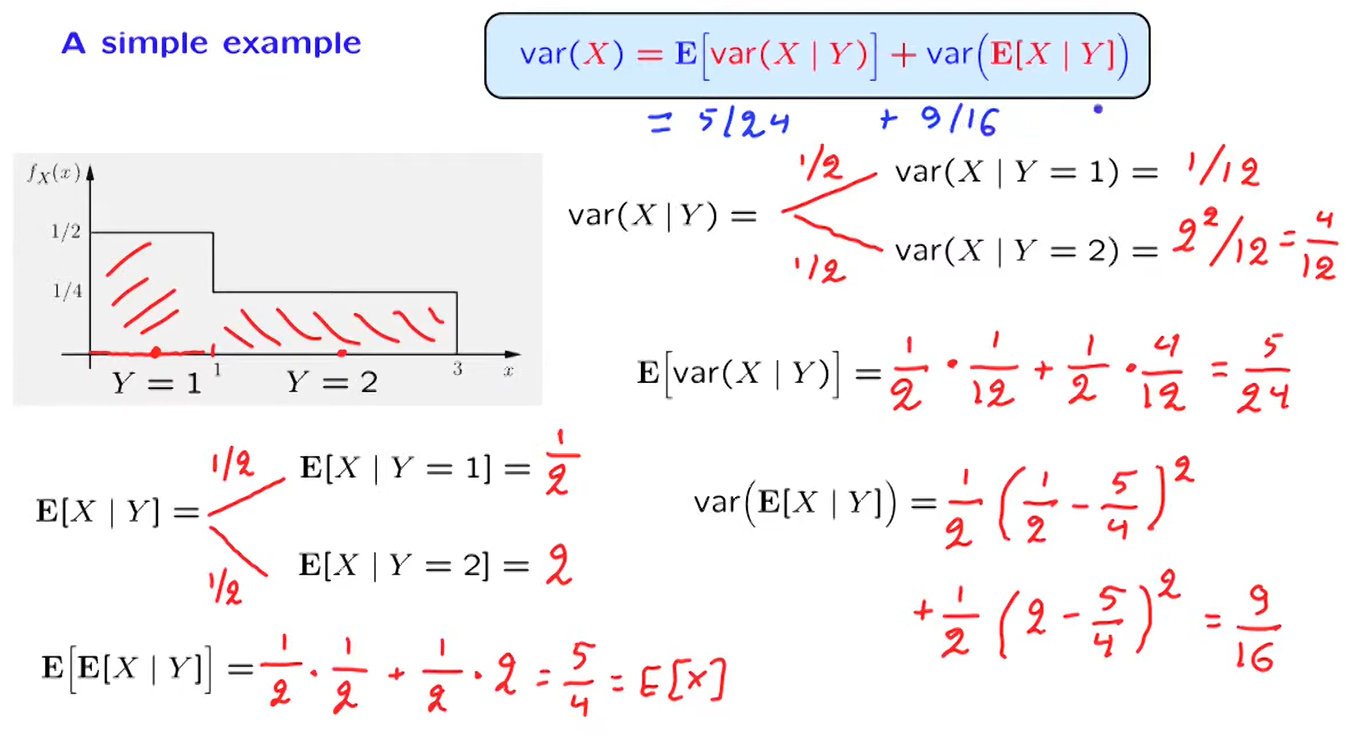 A simple example
var(X) = E[var(X | Y)] + var(E[X | Y])
= 5/24 + 9/16
f_X(x)
1/2
1/4
1
3
x
Y = 1
Y = 2
var(X | Y) =
1/2
var(X | Y = 1) = 1/12
1/2
var(X | Y = 2) = 2²/12 = 4/12
E[var(X | Y)] = 1/2 · 1/12 + 1/2 · 4/12 = 5/24
E[X | Y] =
1/2
E[X | Y = 1] = 1/2
1/2
E[X | Y = 2] = 2
E[E[X | Y]] = 1/2 · 1/2 + 1/2 · 2 = 5/4 = E[X]
var(E[X | Y]) = 1/2 (1/2 - 5/4)²
+ 1/2 (2 - 5/4)² = 9/16